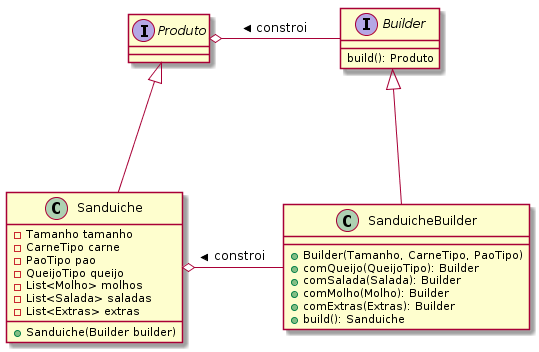 I Produto
◄ constroi
I Builder
build(): Produto
C Sanduiche
Tamanho tamanho
CarneTipo carne
PaoTipo pao
QueijoTipo queijo
List<Molho> molhos
List<Salada> saladas
List<Extras> extras
Sanduiche(Builder builder)
◄ constroi
C SanduicheBuilder
Builder(Tamanho, CarneTipo, PaoTipo)
comQueijo(QueijoTipo): Builder
comSalada(Salada): Builder
comMolho(Molho): Builder
comExtras(Extras): Builder
build(): Sanduiche